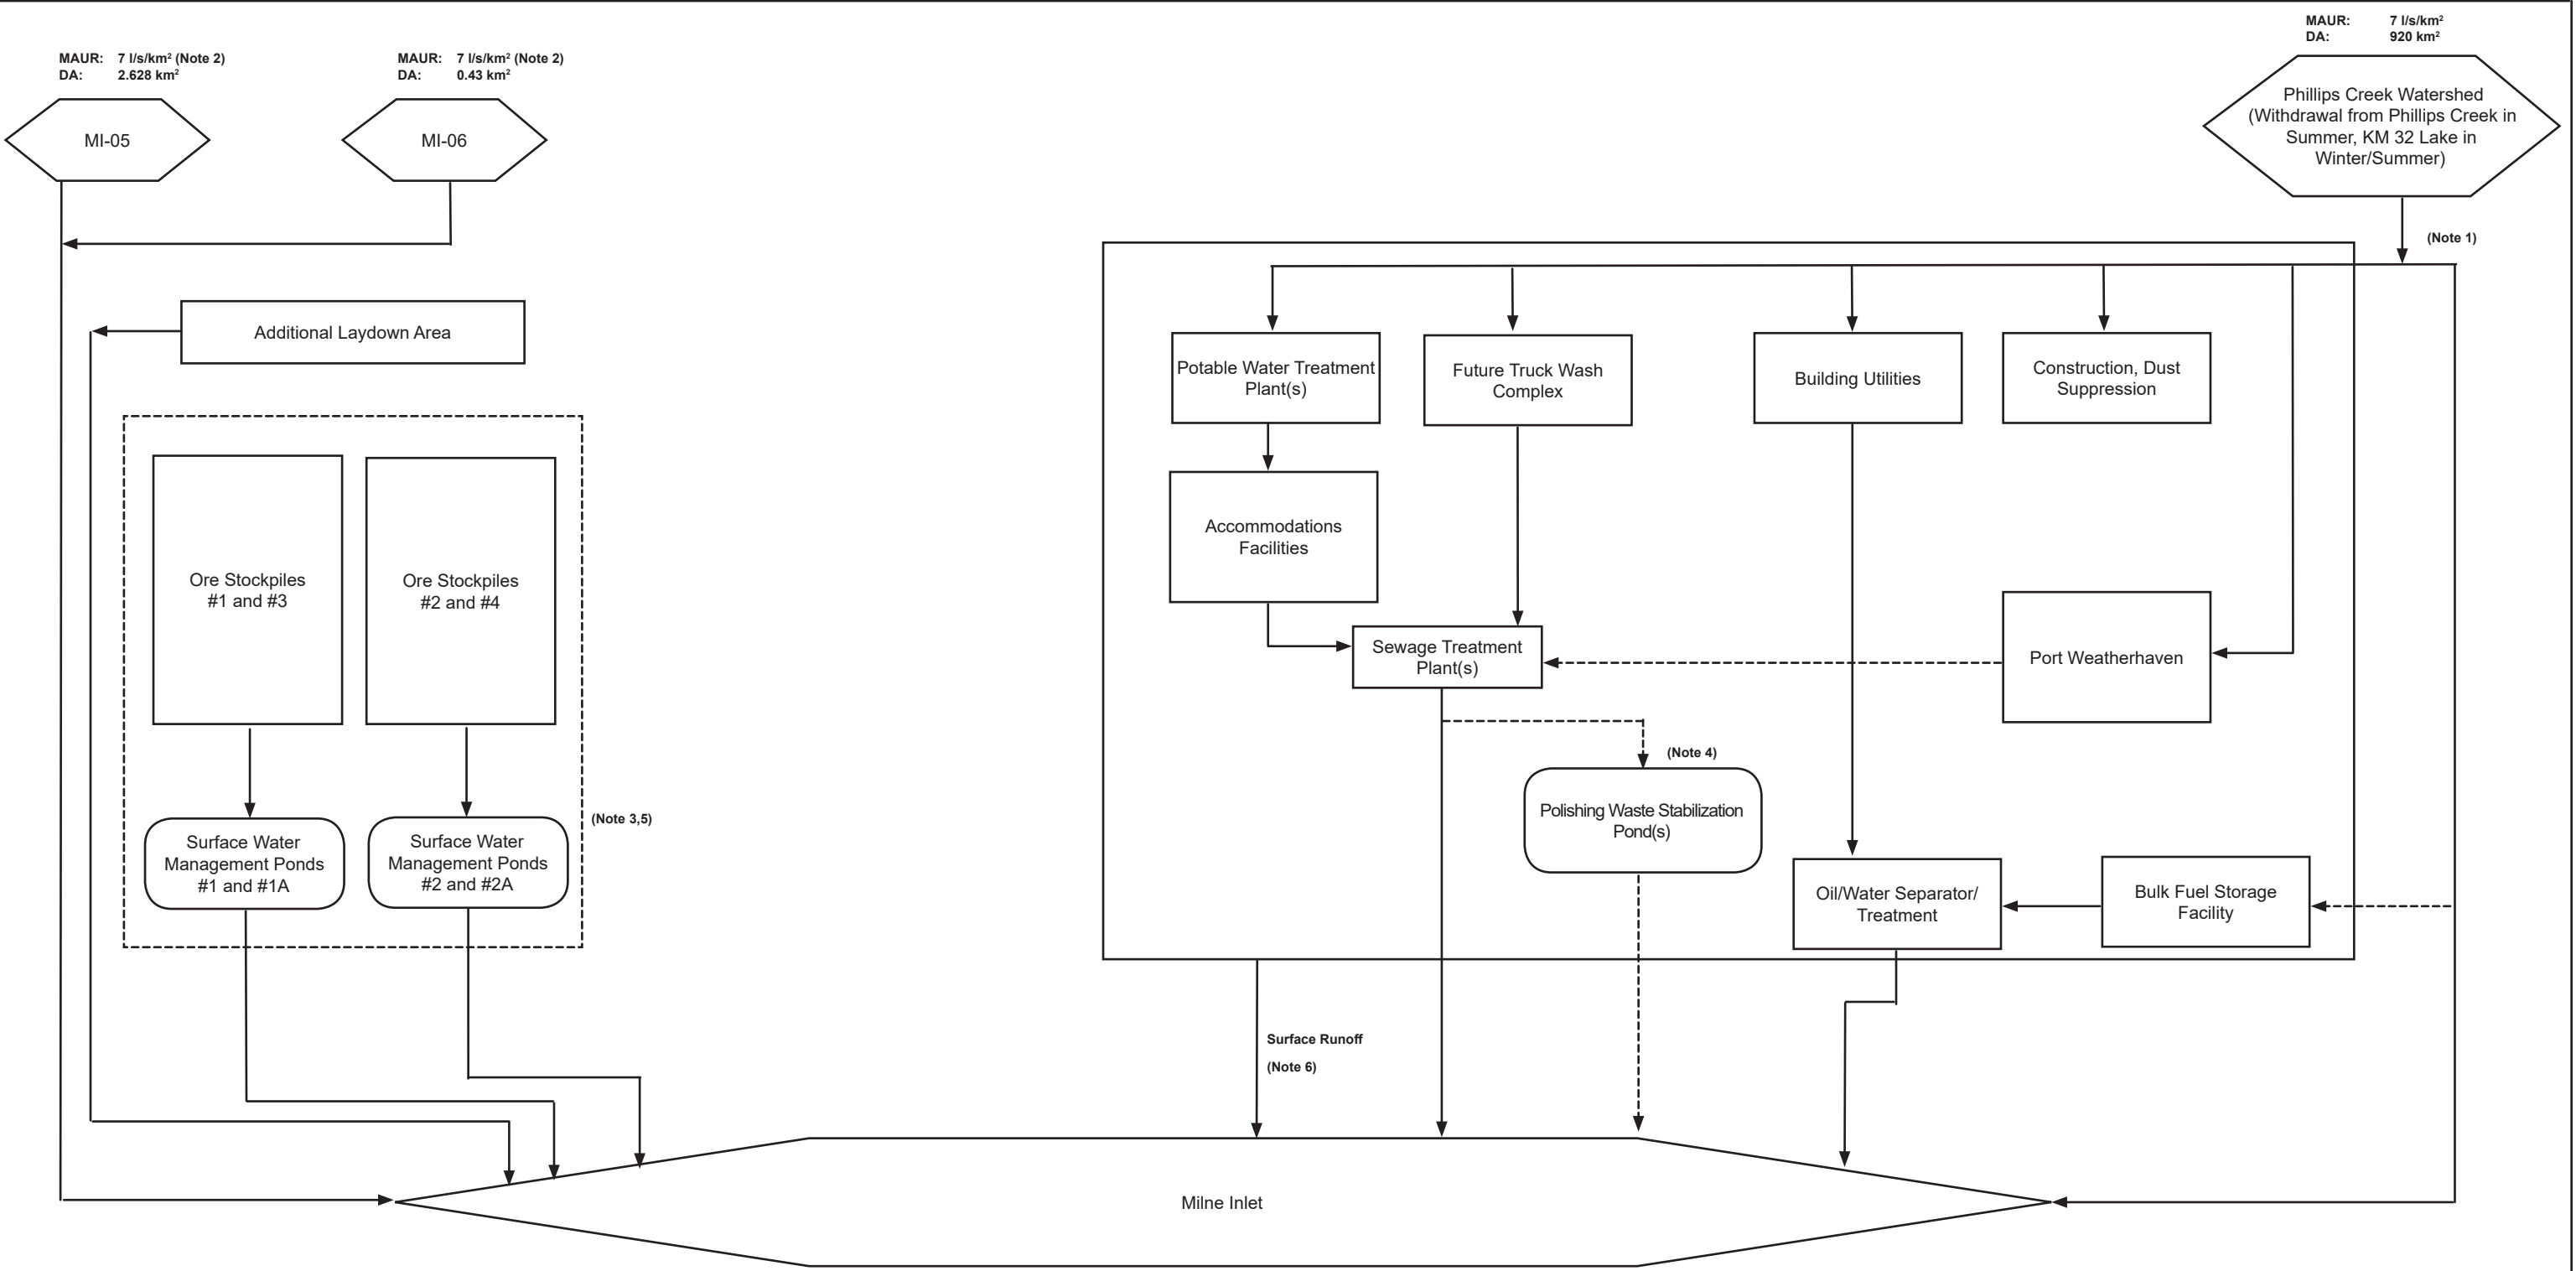 MAUR: 7 l/s/km² (Note 2)
DA: 2.628 km²
MI-05
MAUR: 7 l/s/km² (Note 2)
DA: 0.43 km²
MI-06
MAUR: 7 l/s/km²
DA: 920 km²
Phillips Creek Watershed
(Withdrawal from Phillips Creek in
Summer, KM 32 Lake in
Winter/Summer)
(Note 1)
Additional Laydown Area
Ore Stockpiles
#1 and #3
Ore Stockpiles
#2 and #4
Surface Water
Management Ponds
#1 and #1A
Surface Water
Management Ponds
#2 and #2A
(Note 3,5)
Potable Water Treatment
Plant(s)
Future Truck Wash
Complex
Building Utilities
Construction, Dust
Suppression
Accommodations
Facilities
Sewage Treatment
Plant(s)
Port Weatherhaven
(Note 4)
Polishing Waste Stabilization
Pond(s)
Oil/Water Separator/
Treatment
Bulk Fuel Storage
Facility
Surface Runoff
(Note 6)
Milne Inlet